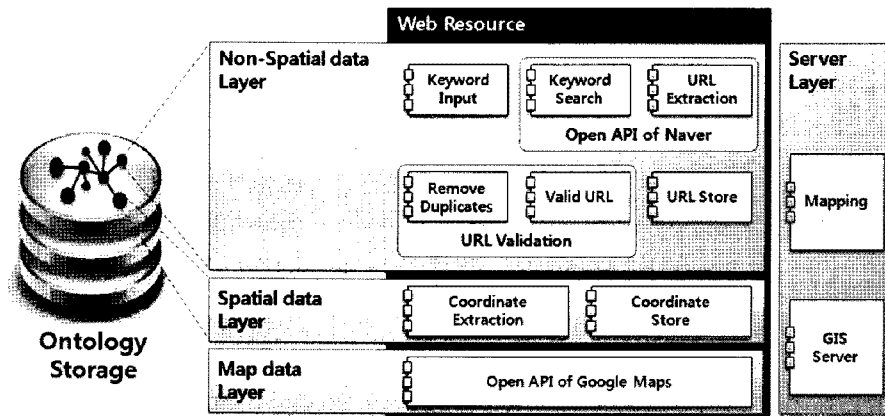 Web Resource
Non-Spatial data
Layer
Keyword
Input
Keyword
Search
URL
Extraction
Open API of Naver
Remove
Duplicates
Valid URL
URL Store
URL Validation
Spatial data
Layer
Coordinate
Extraction
Coordinate
Store
Map data
Layer
Open API of Google Maps
Server
Layer
Mapping
GIS
Server
Ontology
Storage